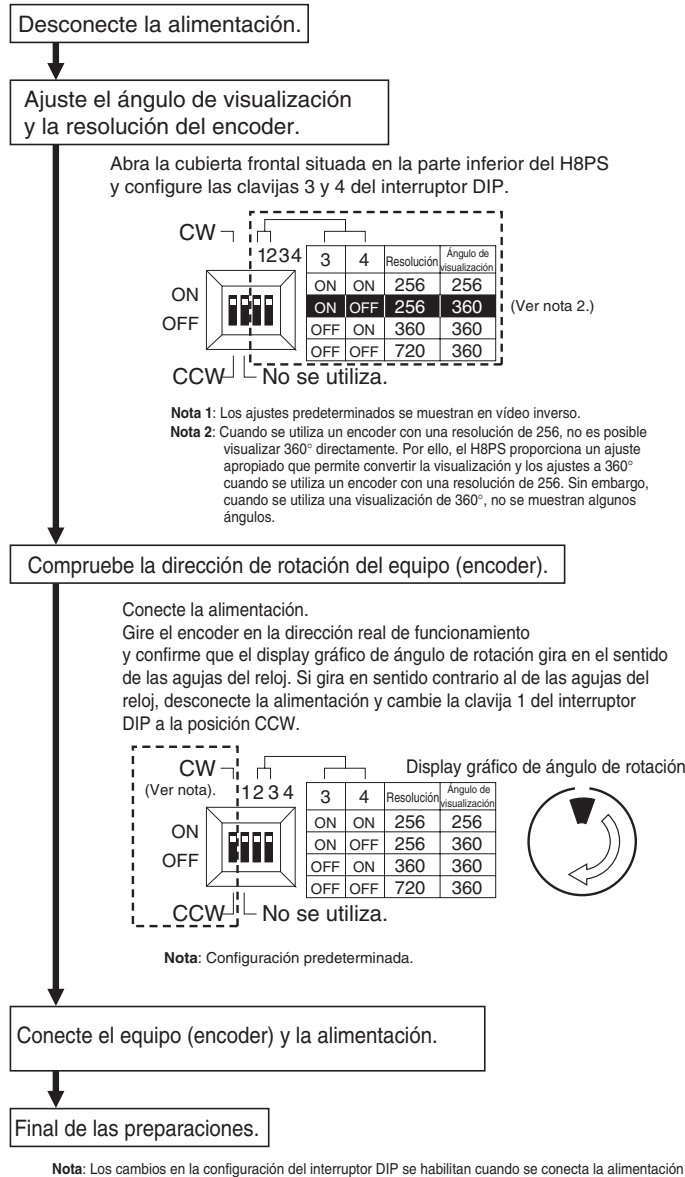 Desconecte la alimentación.
Ajuste el ángulo de visualización
y la resolución del encoder.
Abra la cubierta frontal situada en la parte inferior del H8PS
y configure las clavijas 3 y 4 del interruptor DIP.
CW
1234
3 4 Resolución Ángulo de visualización
ON ON 256 256
ON
ON OFF 256 360 (Ver nota 2.)
OFF
OFF ON 360 360
OFF OFF 720 360
CCW No se utiliza.
Nota 1: Los ajustes predeterminados se muestran en vídeo inverso.
Nota 2: Cuando se utiliza un encoder con una resolución de 256, no es posible
visualizar 360° directamente. Por ello, el H8PS proporciona un ajuste
apropiado que permite convertir la visualización y los ajustes a 360°
cuando se utiliza un encoder con una resolución de 256. Sin embargo,
cuando se utiliza una visualización de 360°, no se muestran algunos
ángulos.
Compruebe la dirección de rotación del equipo (encoder).
Conecte la alimentación.
Gire el encoder en la dirección real de funcionamiento
y confirme que el display gráfico de ángulo de rotación gira en el sentido
de las agujas del reloj. Si gira en sentido contrario al de las agujas del
reloj, desconecte la alimentación y cambie la clavija 1 del interruptor
DIP a la posición CCW.
CW
Display gráfico de ángulo de rotación
(Ver nota).
1234
3 4 Resolución Ángulo de visualización
ON ON 256 256
ON
ON OFF 256 360
OFF
OFF ON 360 360
OFF OFF 720 360
CCW No se utiliza.
Nota: Configuración predeterminada.
Conecte el equipo (encoder) y la alimentación.
Final de las preparaciones.
Nota: Los cambios en la configuración del interruptor DIP se habilitan cuando se conecta la alimentación